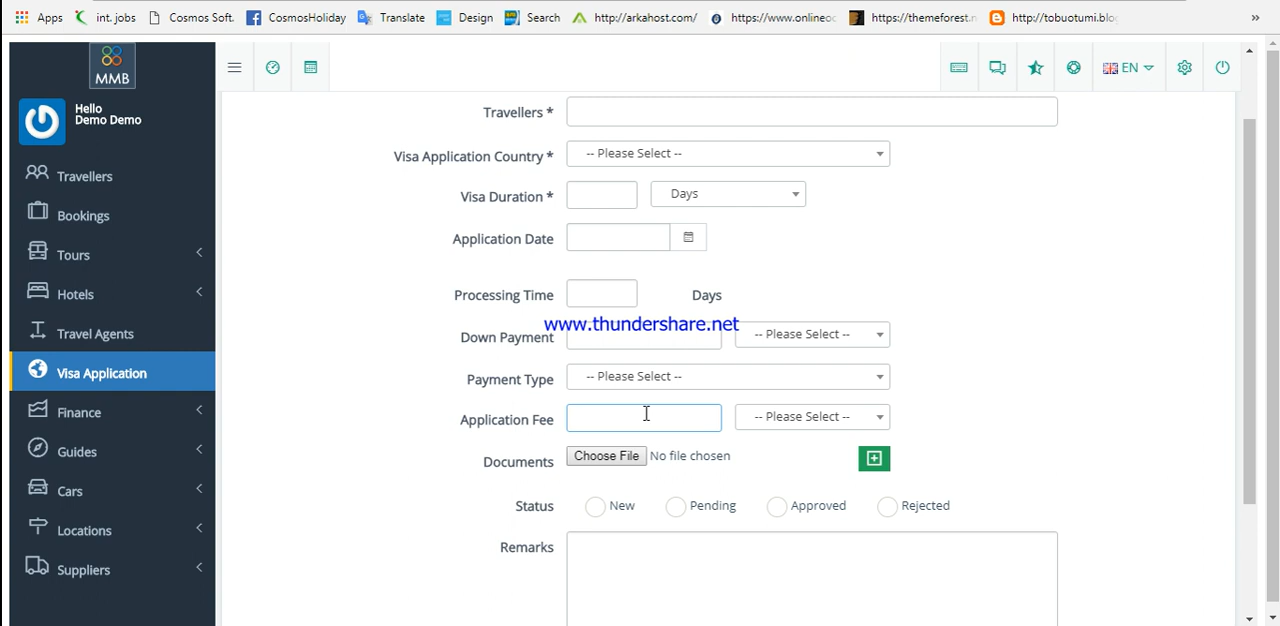 Apps int. jobs Cosmos Soft. CosmosHoliday Translate Design Search http://arkahost.com/ https://www.onlineoc https://themeforest.n http://tobuotumi.blo »
MMB
EN
Hello
Demo Demo
Travellers
Bookings
Tours
Hotels
Travel Agents
Visa Application
Finance
Guides
Cars
Locations
Suppliers
Travellers *
Visa Application Country * -- Please Select --
Visa Duration * Days
Application Date
Processing Time Days
www.thundershare.net
Down Payment -- Please Select --
Payment Type -- Please Select --
Application Fee -- Please Select --
Documents Choose File No file chosen
Status New Pending Approved Rejected
Remarks